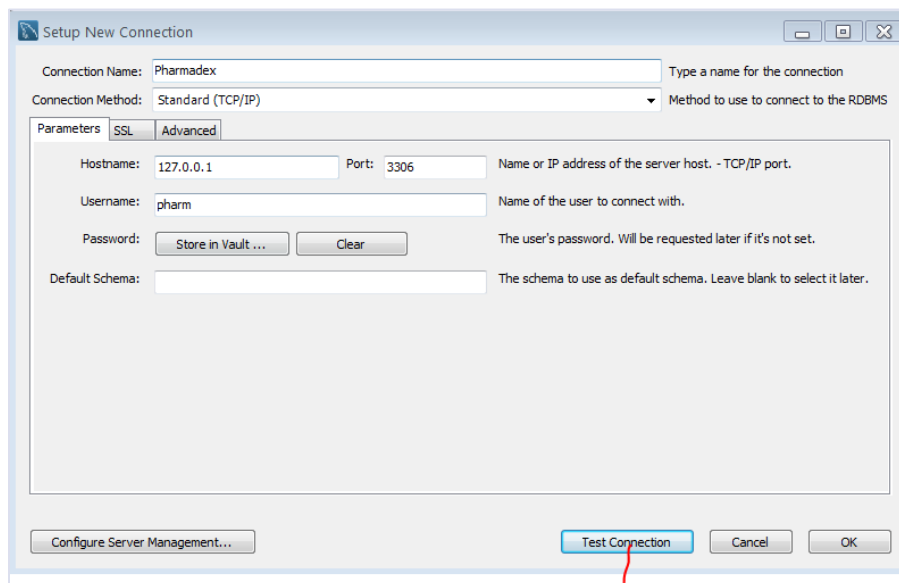 Setup New Connection
Connection Name: Pharmadex Type a name for the connection
Connection Method: Standard (TCP/IP) Method to use to connect to the RDBMS
Parameters SSL Advanced
Hostname: 127.0.0.1 Port: 3306 Name or IP address of the server host. - TCP/IP port.
Username: pharm Name of the user to connect with.
Password: Store in Vault ... Clear The user's password. Will be requested later if it's not set.
Default Schema: The schema to use as default schema. Leave blank to select it later.
Configure Server Management... Test Connection Cancel OK